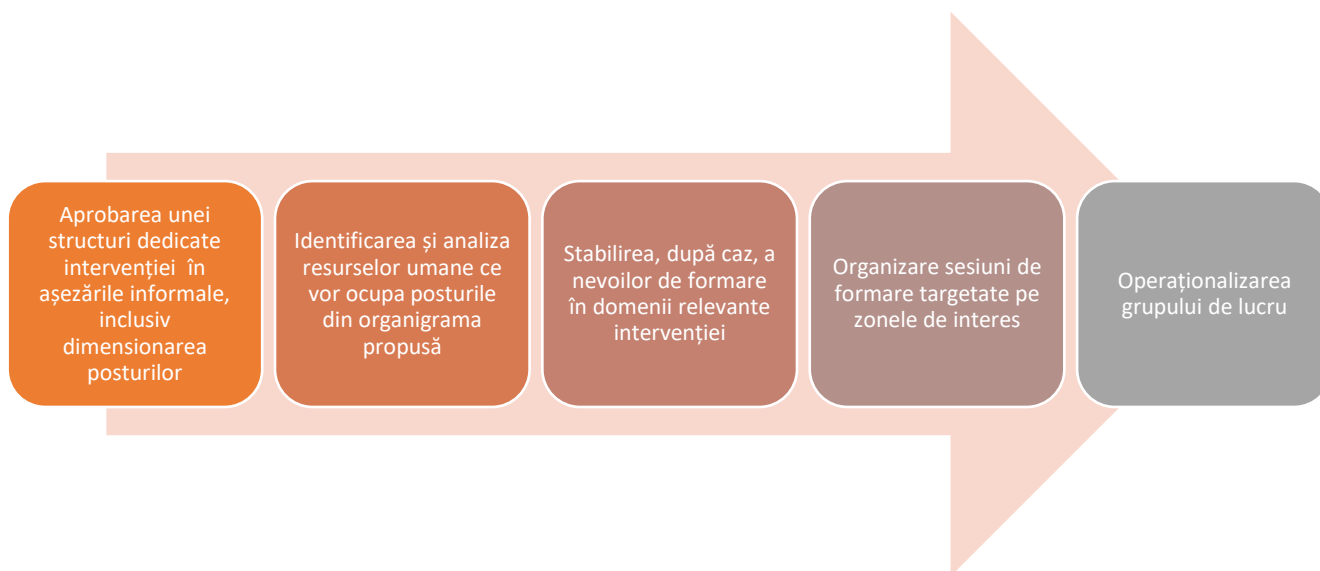 Aprobarea unei
structuri dedicate
intervenției  în
așezările informale,
inclusiv
dimensionarea
posturilor
Identificarea și analiza
resurselor umane ce
vor ocupa posturile
din organigrama
propusă
Stabilirea, după caz, a
nevoilor de formare
în domenii relevante
intervenției
Organizare sesiuni de
formare targetate pe
zonele de interes
Operaționalizarea
grupului de lucru